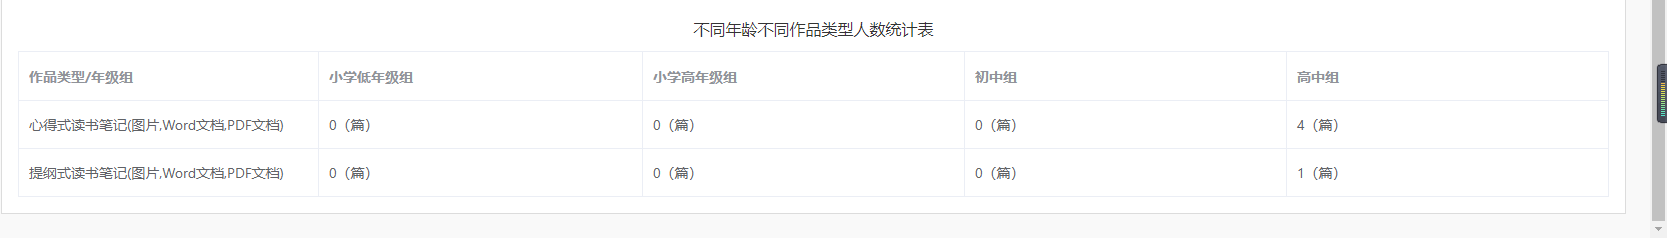 不同年龄不同作品类型人数统计表
作品类型/年级组 小学低年级组 小学高年级组 初中组 高中组
心得式读书笔记(图片,Word文档,PDF文档) 0（篇） 0（篇） 0（篇） 4（篇）
提纲式读书笔记(图片,Word文档,PDF文档) 0（篇） 0（篇） 0（篇） 1（篇）